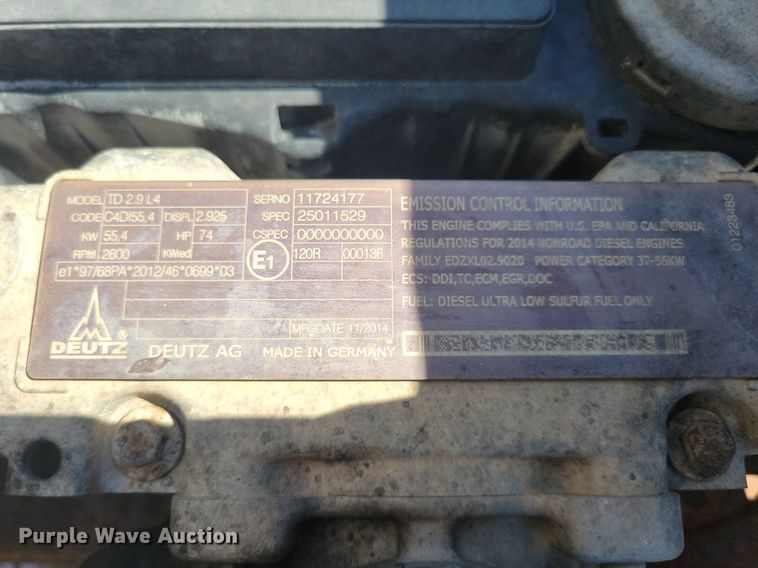 MODEL TD 2.9 L4
CODE C4DI55,4 DISPL 2.925
KW 55,4 HP 74
RPM 2600 KWred
e1*97/68PA*2012/46*0699*03
SERNO 11724177
SPEC 25011529
CSPEC 0000000000
E1 120R 000136
MFGDATE 11/2014
DEUTZ ® DEUTZ AG MADE IN GERMANY
EMISSION CONTROL INFORMATION
THIS ENGINE COMPLIES WITH U.S. EPA AND CALIFORNIA
REGULATIONS FOR 2014 NONROAD DIESEL ENGINES
FAMILY EDZXL02.9020 POWER CATEGORY 37-56KW
ECS: DDI,TC,ECM,EGR,DOC
FUEL: DIESEL ULTRA LOW SULFUR FUEL ONLY
01223483
Purple Wave Auction®